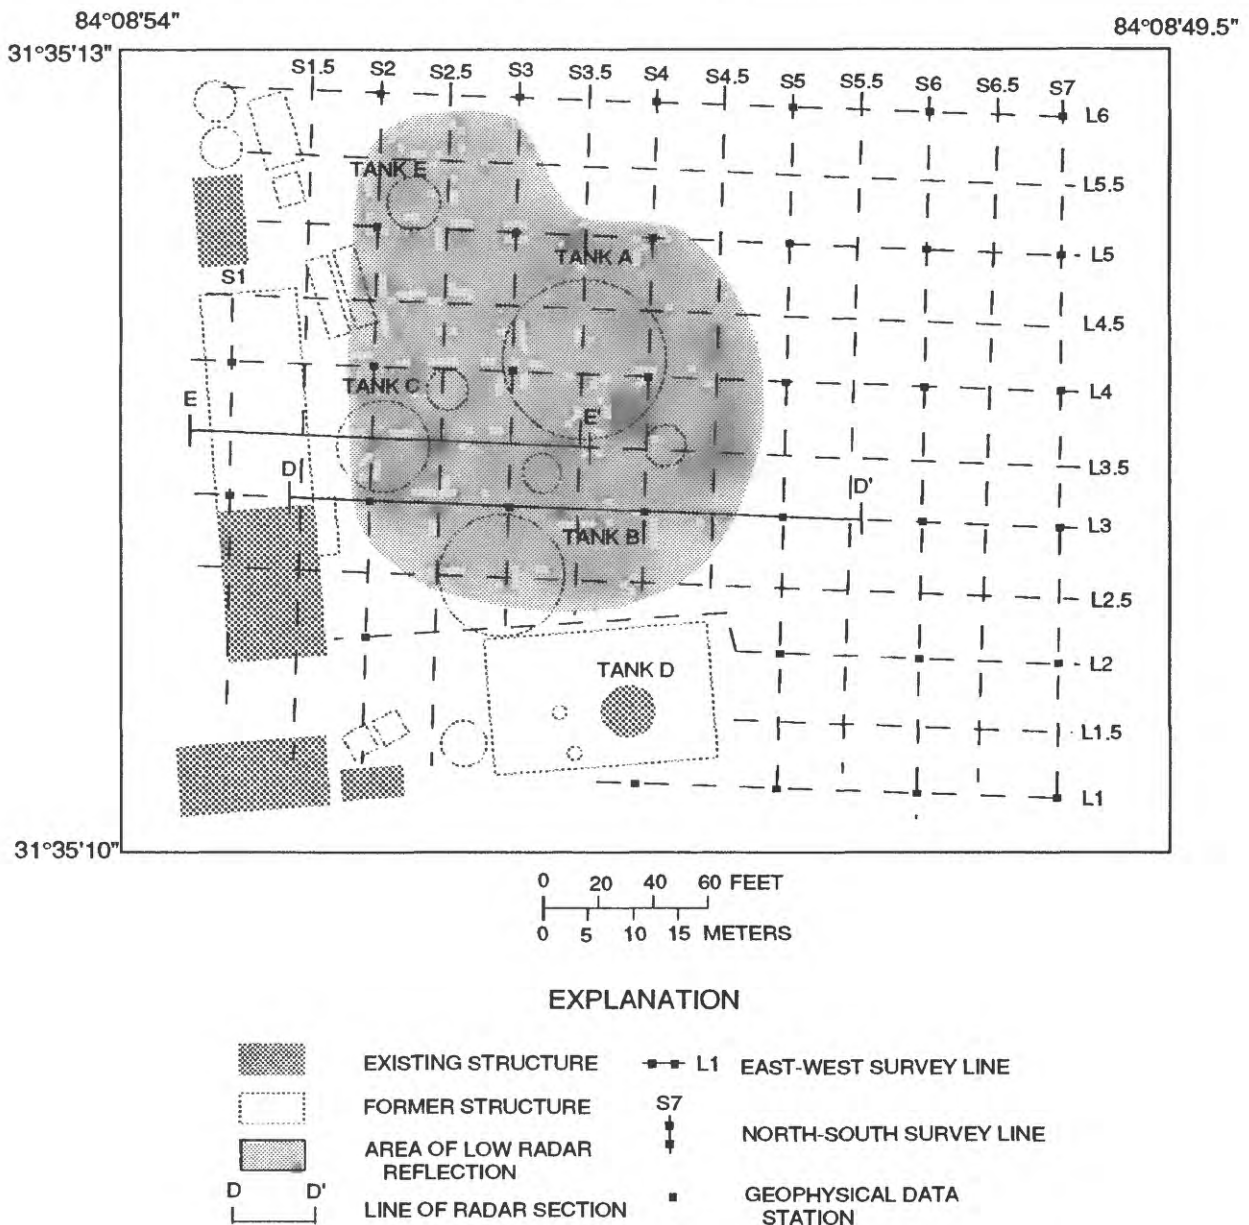 84°08'54"
84°08'49.5"
31°35'13"
S1.5 S2 S2.5 S3 S3.5 S4 S4.5 S5 S5.5 S6 S6.5 S7
L6
TANK E
L5.5
L5
TANK A
S1
L4.5
TANK C
L4
E
E'
L3.5
D
D'
L3
TANK B
L2.5
L2
TANK D
L1.5
L1
31°35'10"
0 20 40 60 FEET
0 5 10 15 METERS
EXPLANATION
EXISTING STRUCTURE
FORMER STRUCTURE
AREA OF LOW RADAR
REFLECTION
D D'
LINE OF RADAR SECTION
L1 EAST-WEST SURVEY LINE
S7
NORTH-SOUTH SURVEY LINE
GEOPHYSICAL DATA
STATION